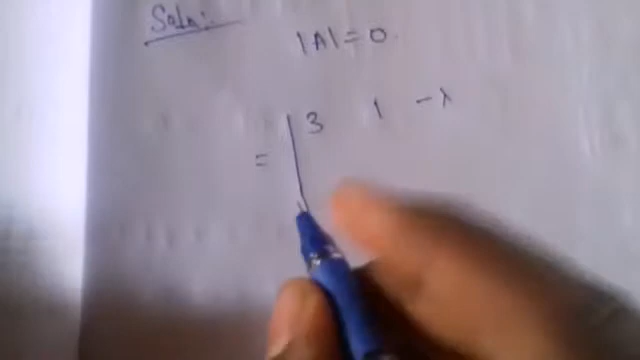 Soln:
|A| = 0.
= | 3 1 -λ